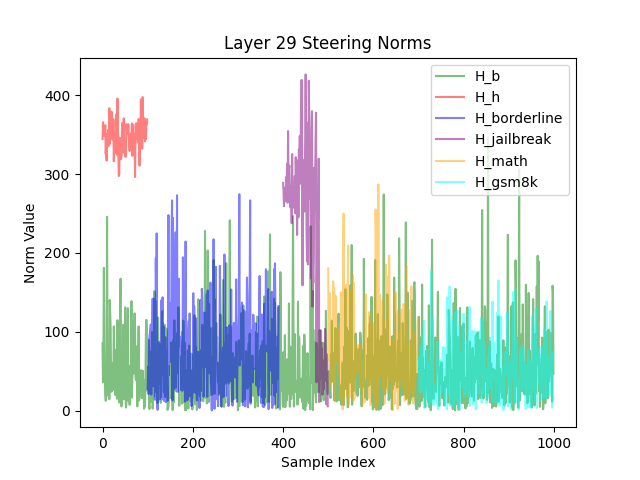 Layer 29 Steering Norms
Norm Value
400
300
200
100
0
H_b
H_h
H_borderline
H_jailbreak
H_math
H_gsm8k
0 200 400 600 800 1000
Sample Index